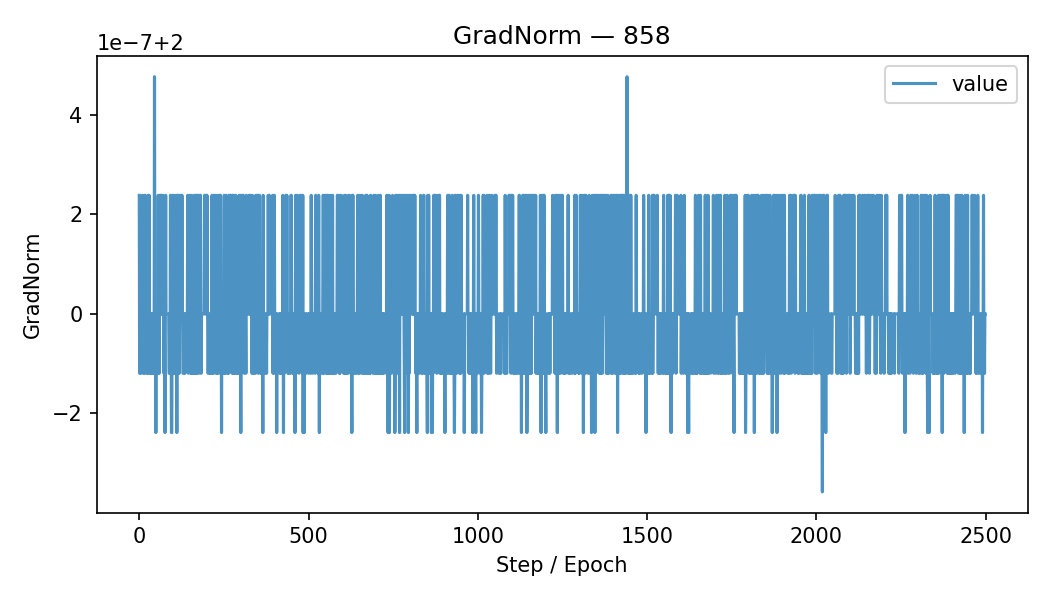 GradNorm — 858
1e−7+2
value
4
2
0
−2
GradNorm
0
500
1000
1500
2000
2500
Step / Epoch